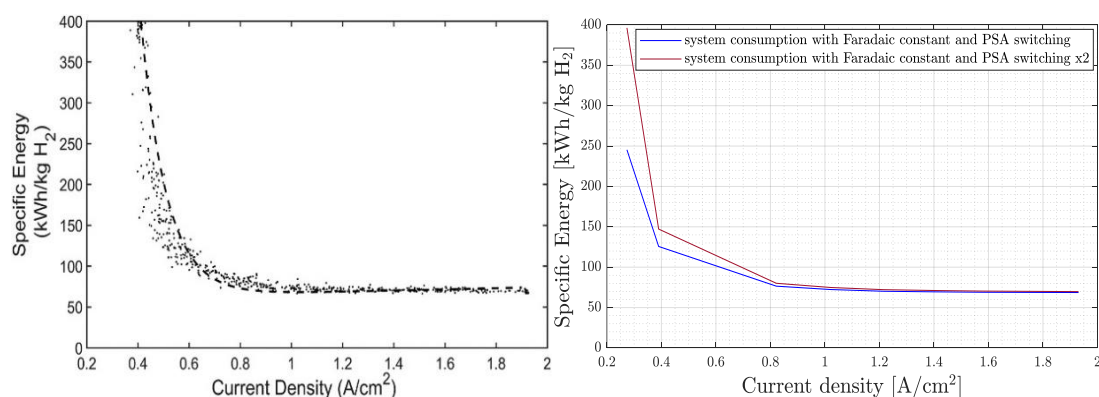 Specific Energy
(kWh/kg H2)
400
350
300
250
200
150
100
50
0
0.2 0.4 0.6 0.8 1 1.2 1.4 1.6 1.8 2
Current Density (A/cm²)
Specific Energy [kWh/kg H₂]
400
350
300
250
200
150
100
50
0
system consumption with Faradaic constant and PSA switching
system consumption with Faradaic constant and PSA switching x2
0.2 0.4 0.6 0.8 1 1.2 1.4 1.6 1.8 2
Current density [A/cm²]